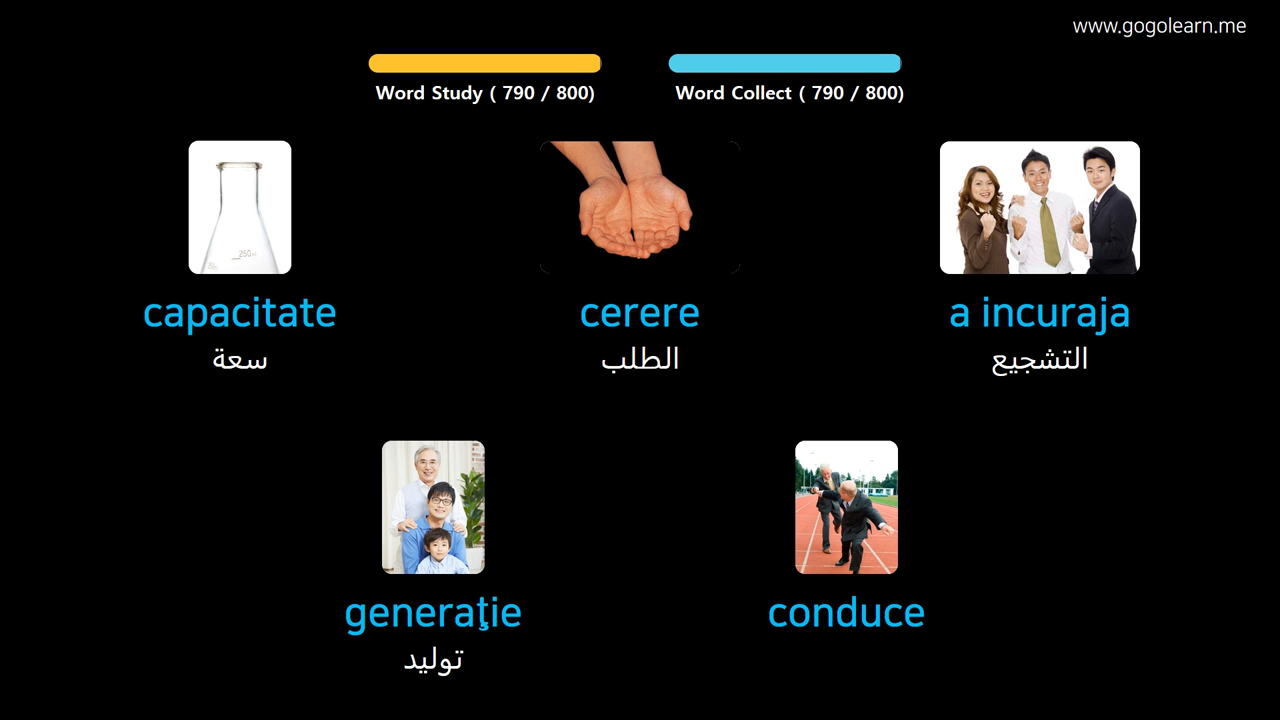 www.gogolearn.me
Word Study ( 790 / 800)
Word Collect ( 790 / 800)
capacitate
سعة
cerere
الطلب
a incuraja
التشجيع
generaţie
توليد
conduce